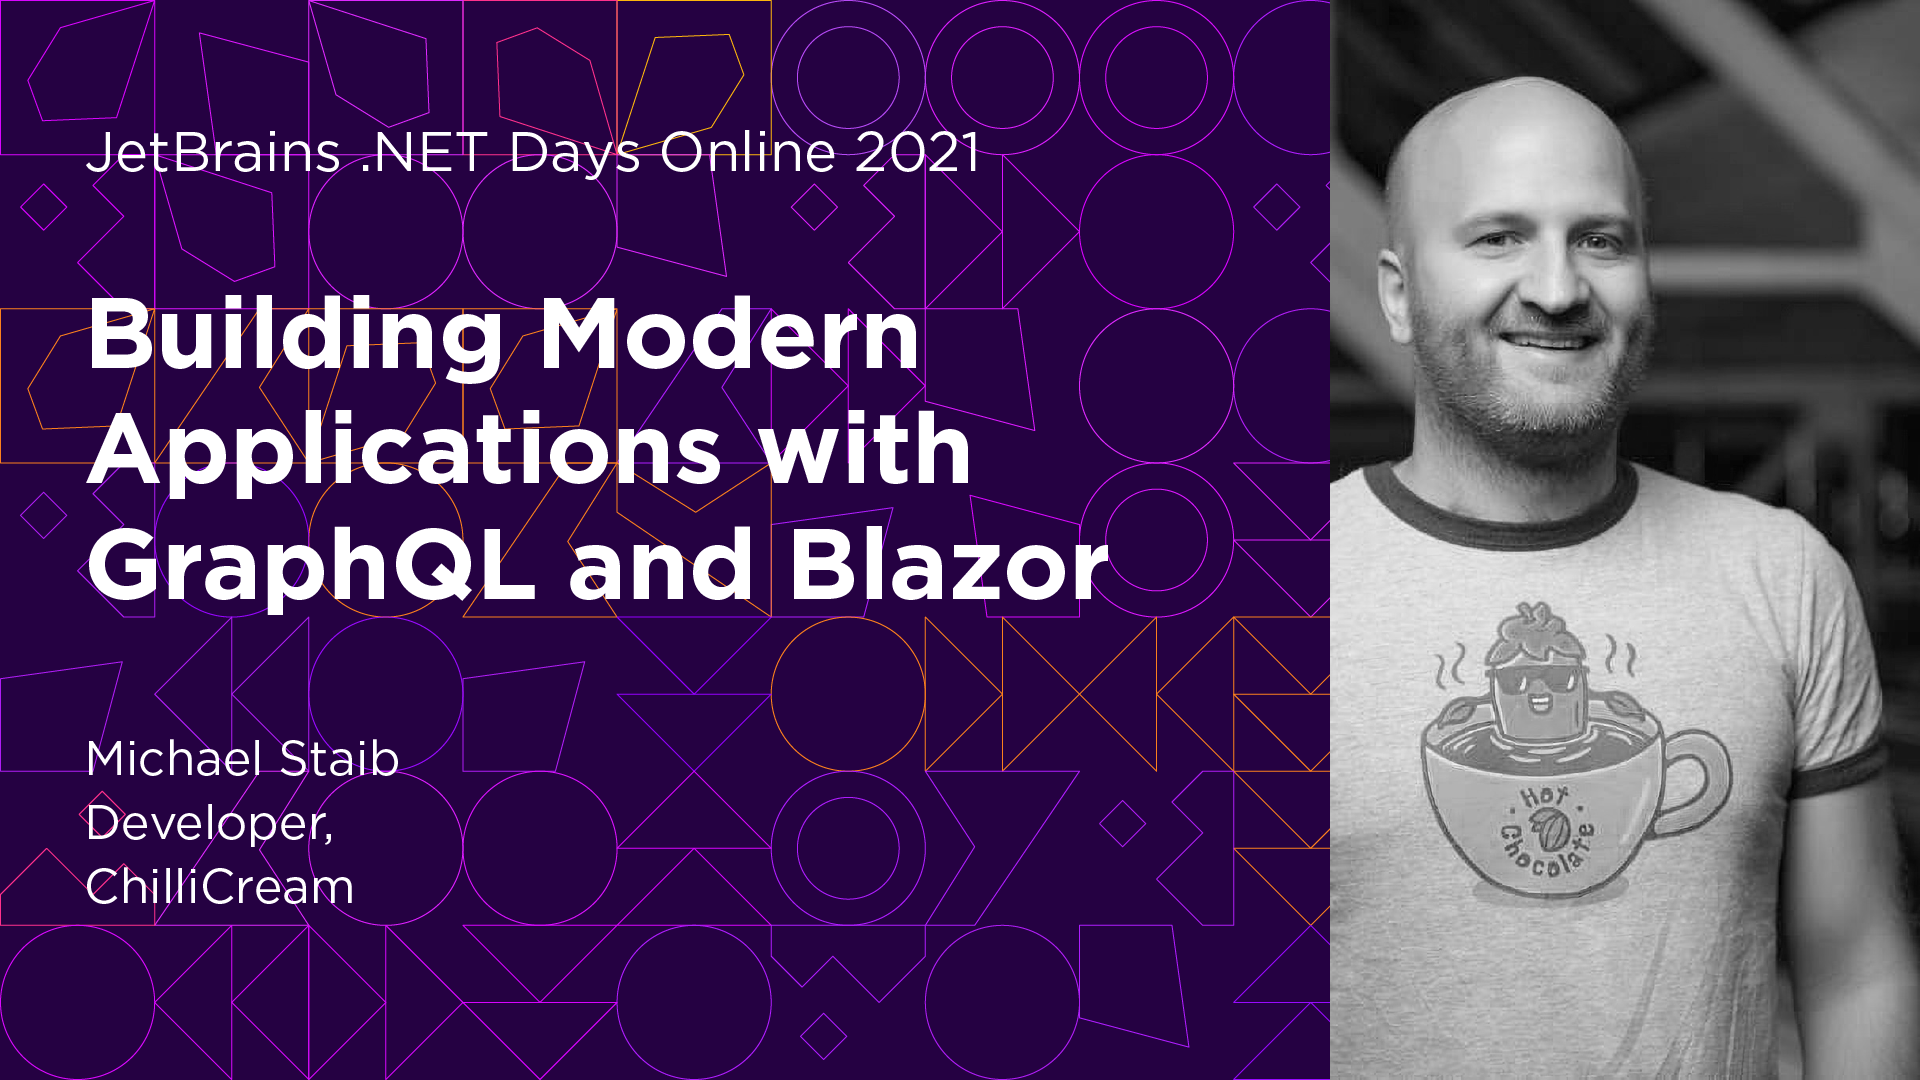 JetBrains .NET Days Online 2021
Building Modern
Applications with
GraphQL and Blazor
Michael Staib
Developer,
ChilliCream
Hot
Chocolate